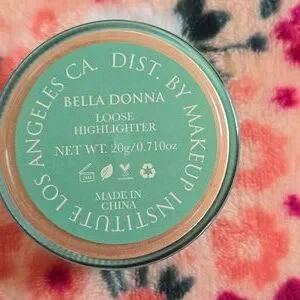 LOS ANGELES CA. DIST. BY MAKEUP INSTITUTE
BELLA DONNA
LOOSE
HIGHLIGHTER
NET WT. 20g/0.710oz
MADE IN
CHINA